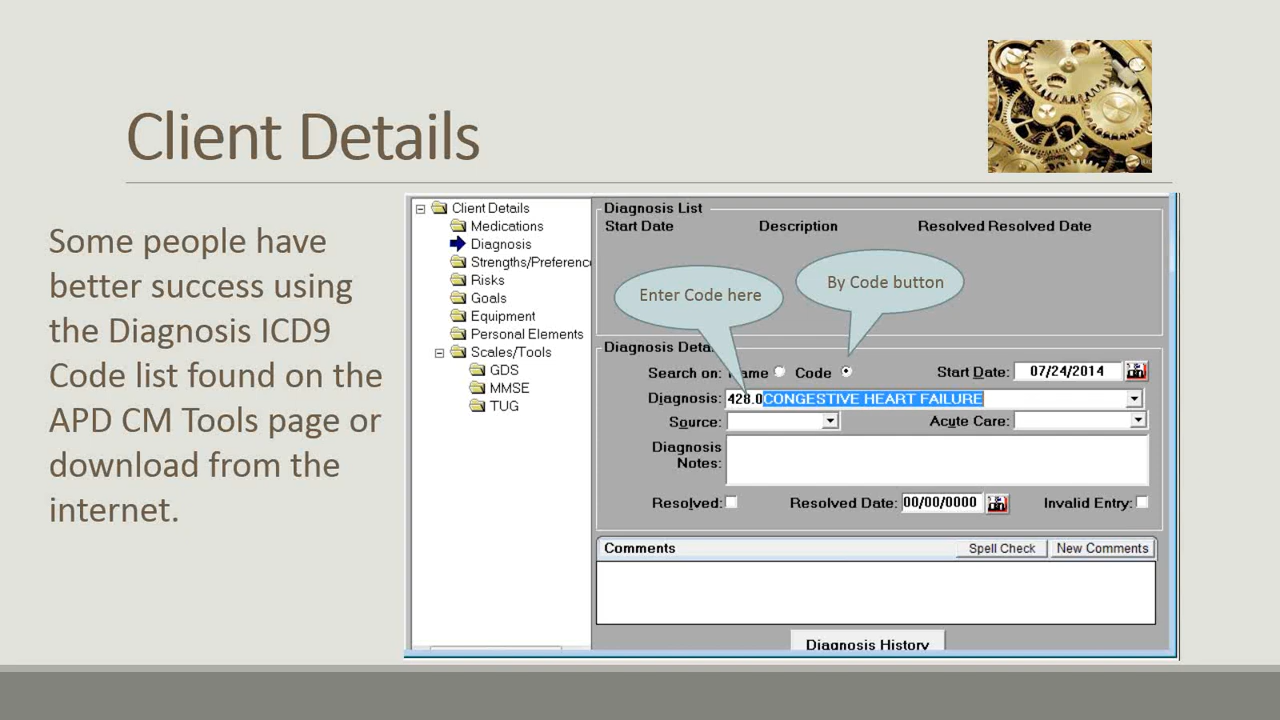 Client Details
Some people have
better success using
the Diagnosis ICD9
Code list found on the
APD CM Tools page or
download from the
internet.
Client Details
Medications
Diagnosis
Strengths/Preferenc
Risks
Goals
Equipment
Personal Elements
Scales/Tools
GDS
MMSE
TUG
Diagnosis List
Start Date Description Resolved Resolved Date
Enter Code here
By Code button
Diagnosis Deta
Search on: ame Code Start Date: 07/24/2014
Diagnosis: 428.0CONGESTIVE HEART FAILURE
Source: Acute Care:
Diagnosis
Notes:
Resolved: Resolved Date: 00/00/0000 Invalid Entry:
Comments Spell Check New Comments
Diagnosis History